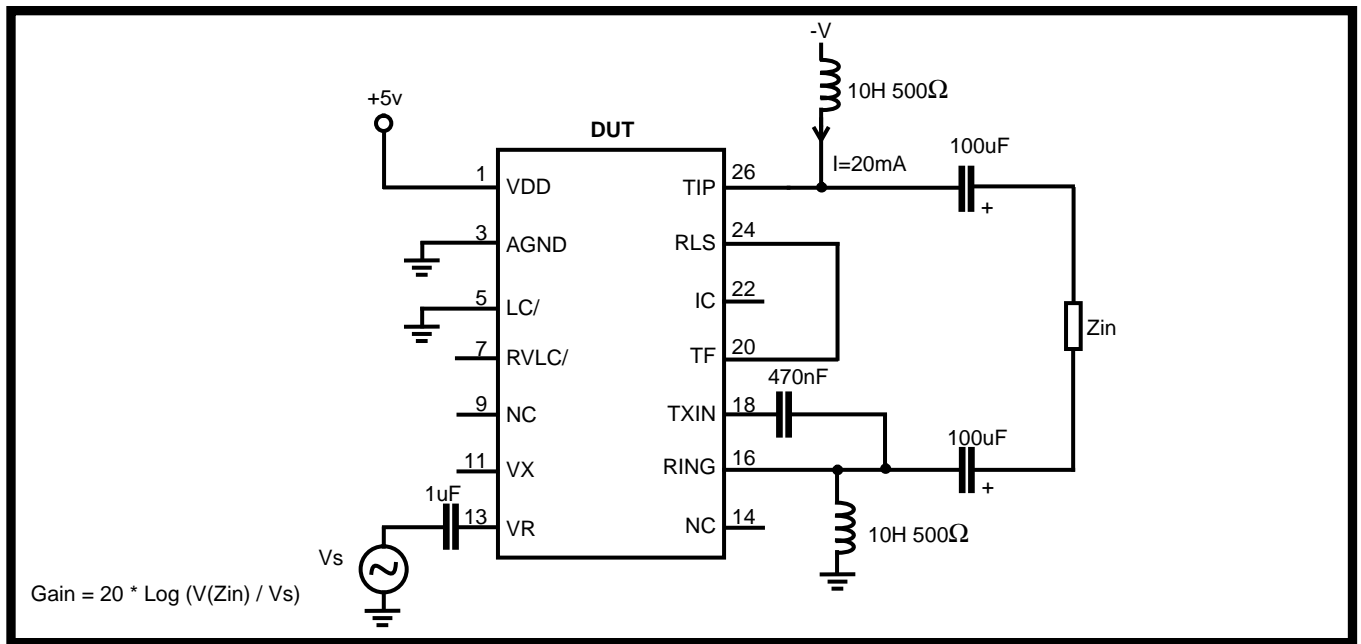 -V
10H 500Ω
+5v
DUT
I=20mA
100uF
+
1 VDD
TIP 26
3 AGND
RLS 24
5 LC/
IC 22
Zin
7 RVLC/
TF 20
470nF
9 NC
TXIN 18
100uF
+
11 VX
RING 16
1uF
13 VR
NC 14
10H 500Ω
Vs
Gain = 20 * Log (V(Zin) / Vs)